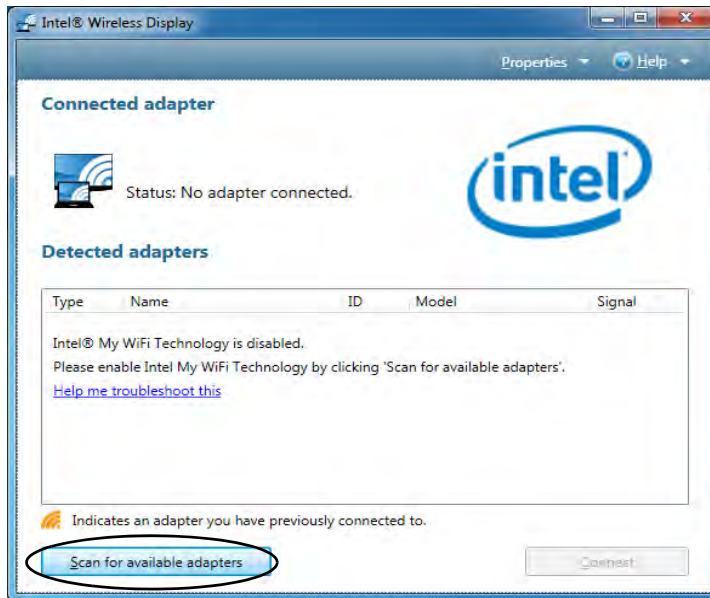 Intel® Wireless Display
Properties Help
Connected adapter
Status: No adapter connected.
intel
Detected adapters
Type Name ID Model Signal
Intel® My WiFi Technology is disabled.
Please enable Intel My WiFi Technology by clicking 'Scan for available adapters'.
Help me troubleshoot this
Indicates an adapter you have previously connected to.
Scan for available adapters Connect